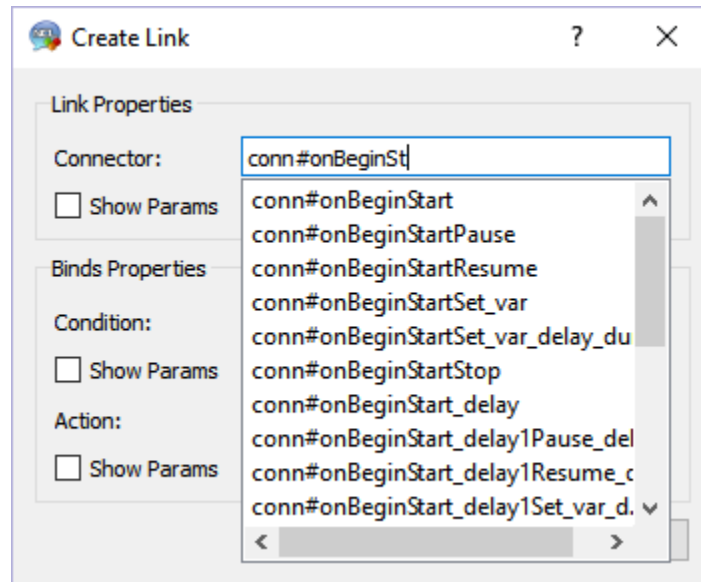 Create Link
?
Link Properties
Connector: conn#onBeginSt
Show Params
conn#onBeginStart
conn#onBeginStartPause
conn#onBeginStartResume
Binds Properties
conn#onBeginStartSet_var
Condition:
conn#onBeginStartSet_var_delay_du
Show Params
conn#onBeginStartStop
Action:
conn#onBeginStart_delay
conn#onBeginStart_delay1Pause_del
Show Params
conn#onBeginStart_delay1Resume_d
conn#onBeginStart_delay1Set_var_d.